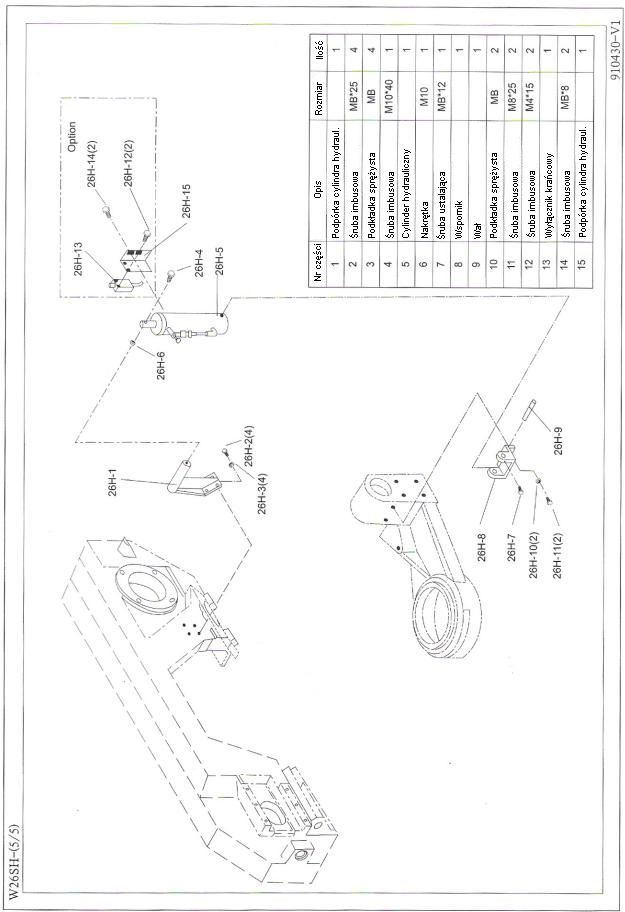 W26SH-(5/5)
Option
26H-14(2)
26H-12(2)
26H-15
26H-13
26H-4
26H-5
26H-6
26H-1
26H-2(4)
26H-3(4)
26H-8
26H-7
26H-10(2)
26H-11(2)
26H-9
Nr części Opis Rozmiar Ilość
1 Podpórka cylindra hydraul. 1
2 Śruba imbusowa MB*25 4
3 Podkładka sprężysta MB 4
4 Śruba imbusowa M10*40 1
5 Cylinder hydrauliczny 1
6 Nakrętka M10 1
7 Śruba ustalająca MB*12 1
8 Wspornik 1
9 Wał 1
10 Podkładka sprężysta MB 2
11 Śruba imbusowa M8*25 2
12 Śruba imbusowa M4*15 2
13 Wyłącznik krańcowy 1
14 Śruba imbusowa MB*8 2
15 Podpórka cylindra hydraul. 1
910430-V1